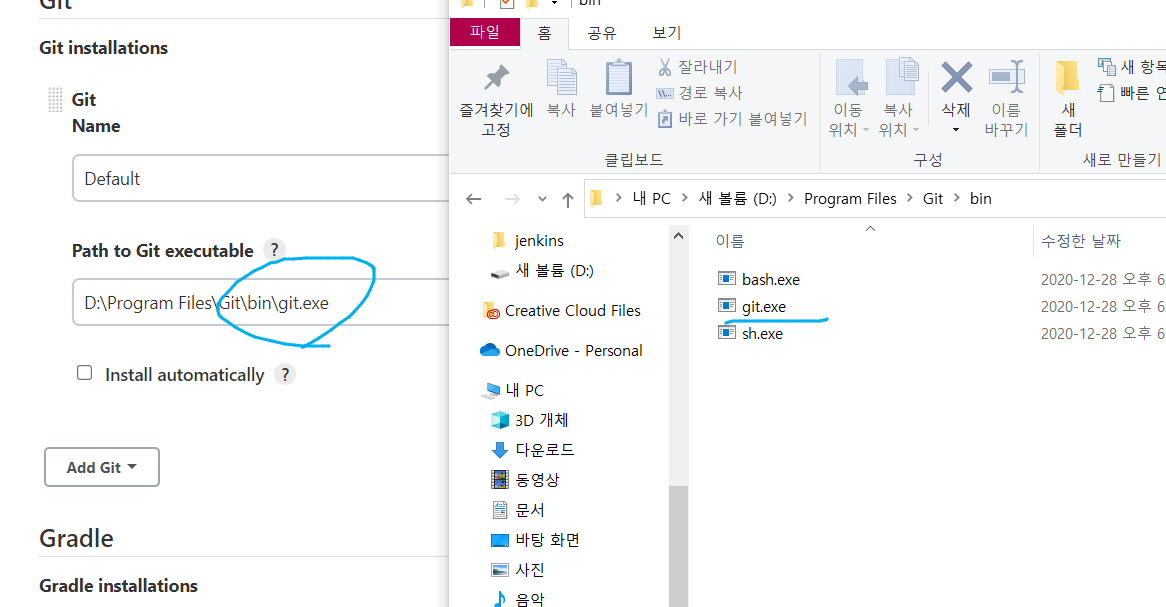 Git
Git installations
Git
Name
Default
Path to Git executable ?
D:\Program Files\Git\bin\git.exe
Install automatically ?
Add Git
Gradle
Gradle installations
bin
파일 홈 공유 보기
즐겨찾기에
고정
복사
붙여넣기
잘라내기
경로 복사
바로 가기 붙여넣기
클립보드
이동
위치
복사
위치
삭제
이름
바꾸기
구성
새
폴더
새 항목
빠른
새로 만들기
내 PC > 새 볼륨 (D:) > Program Files > Git > bin
jenkins
새 볼륨 (D:)
Creative Cloud Files
OneDrive - Personal
내 PC
3D 개체
다운로드
동영상
문서
바탕 화면
사진
음악
이름 수정한 날짜
bash.exe 2020-12-28 오후 6
git.exe 2020-12-28 오후 6
sh.exe 2020-12-28 오후 6